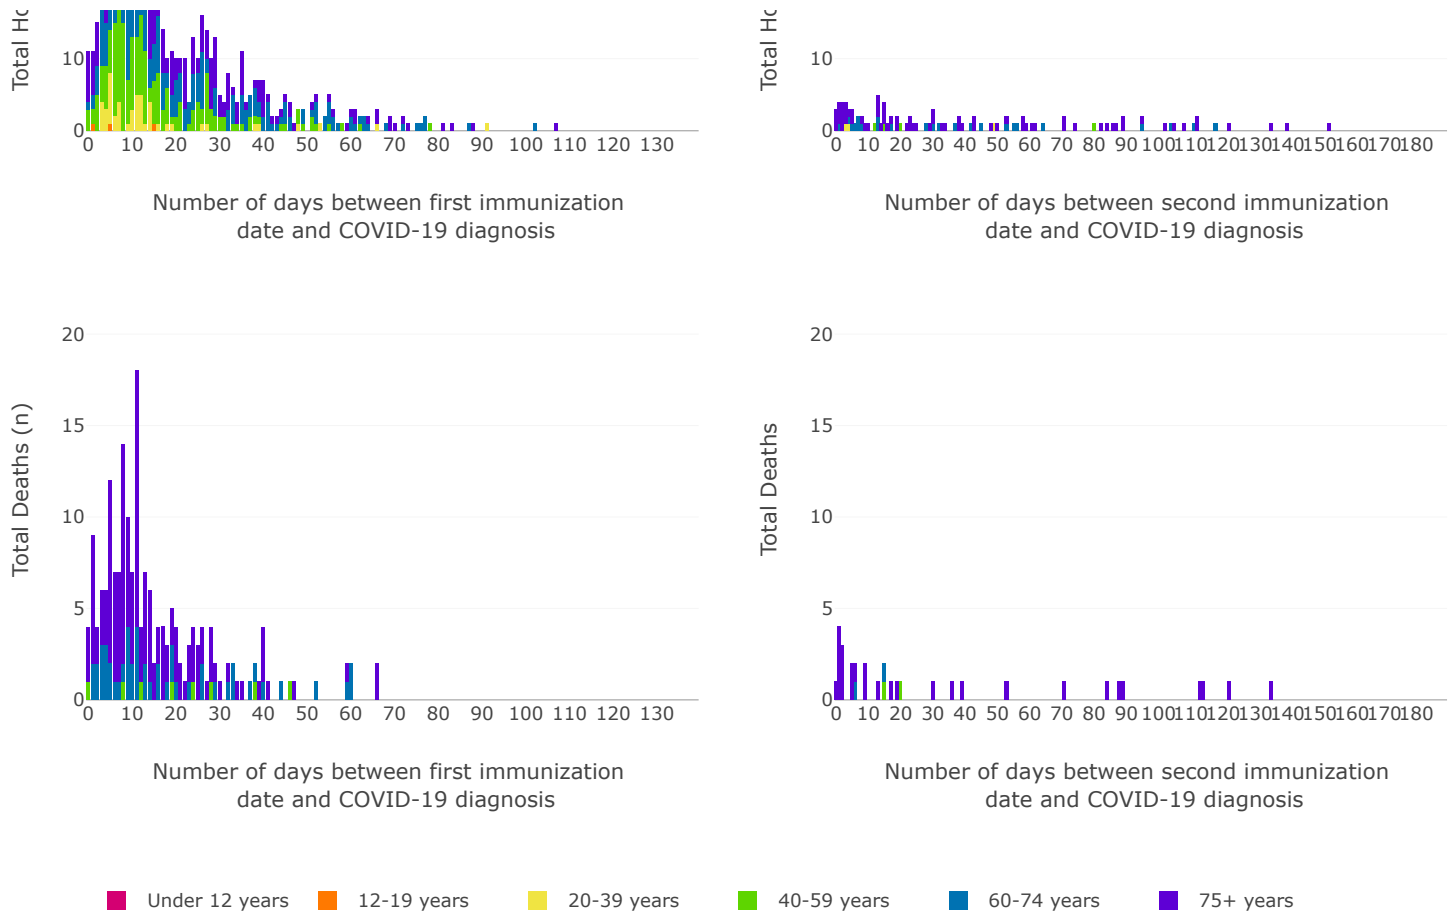 Total Ho
10
0
0 10 20 30 40 50 60 70 80 90 100 110 120 130
Number of days between first immunization
date and COVID-19 diagnosis
Total Ho
10
0
0 10 20 30 40 50 60 70 80 90 100 110 120 130 140 150 160 170 180
Number of days between second immunization
date and COVID-19 diagnosis
Total Deaths (n)
20
15
10
5
0
0 10 20 30 40 50 60 70 80 90 100 110 120 130
Number of days between first immunization
date and COVID-19 diagnosis
Total Deaths
20
15
10
5
0
0 10 20 30 40 50 60 70 80 90 100 110 120 130 140 150 160 170 180
Number of days between second immunization
date and COVID-19 diagnosis
Under 12 years 12-19 years 20-39 years 40-59 years 60-74 years 75+ years